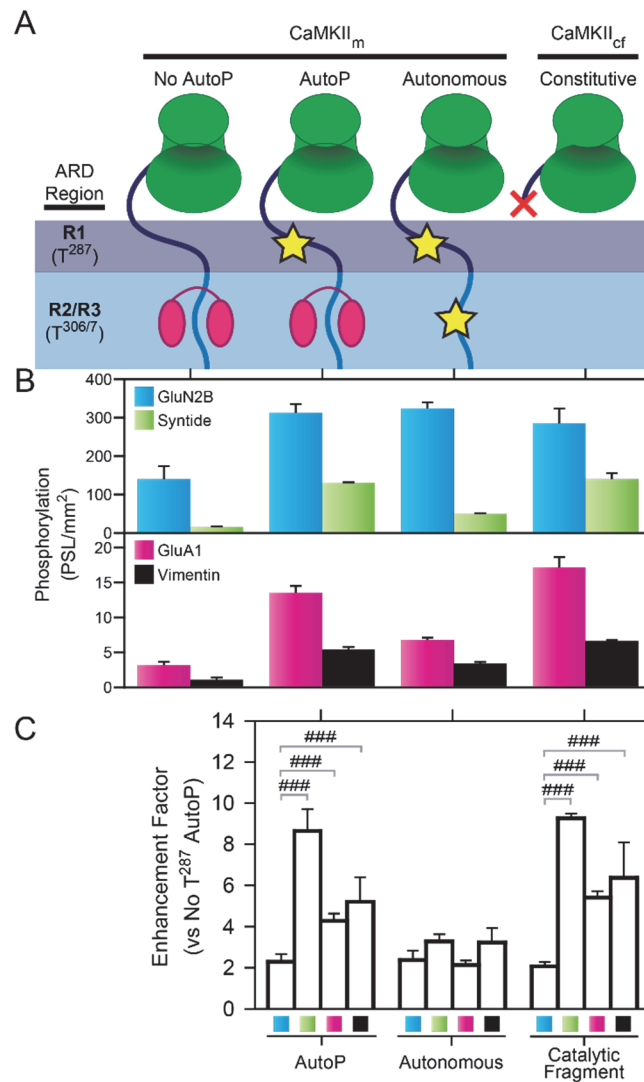 A
CaMKIIm CaMKIIcf
No AutoP AutoP Autonomous Constitutive
ARD
Region
R1
(T287)
R2/R3
(T306/7)
B
400
300
200
100
0
GluN2B
Syntide
20
15
10
5
0
GluA1
Vimentin
Phosphorylation
(PSL/mm2)
C
14
12
10
8
6
4
2
0
Enhancement Factor
(vs No T287 AutoP)
###
###
###
###
###
###
AutoP Autonomous Catalytic
Fragment